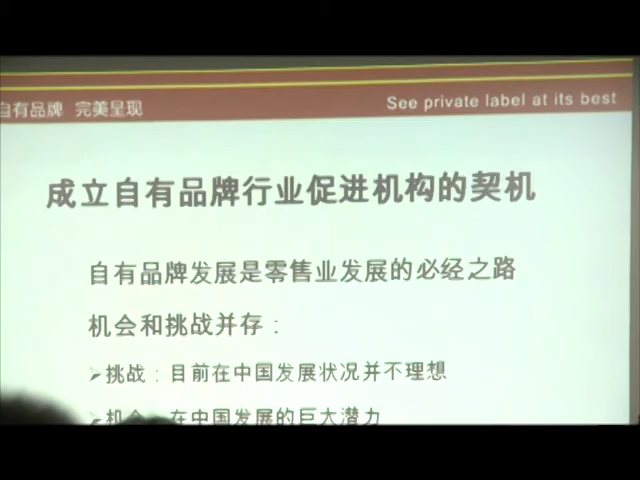 自有品牌 完美呈现
See private label at its best
成立自有品牌行业促进机构的契机
自有品牌发展是零售业发展的必经之路
机会和挑战并存：
➢挑战：目前在中国发展状况并不理想
➢机会：在中国发展的巨大潜力